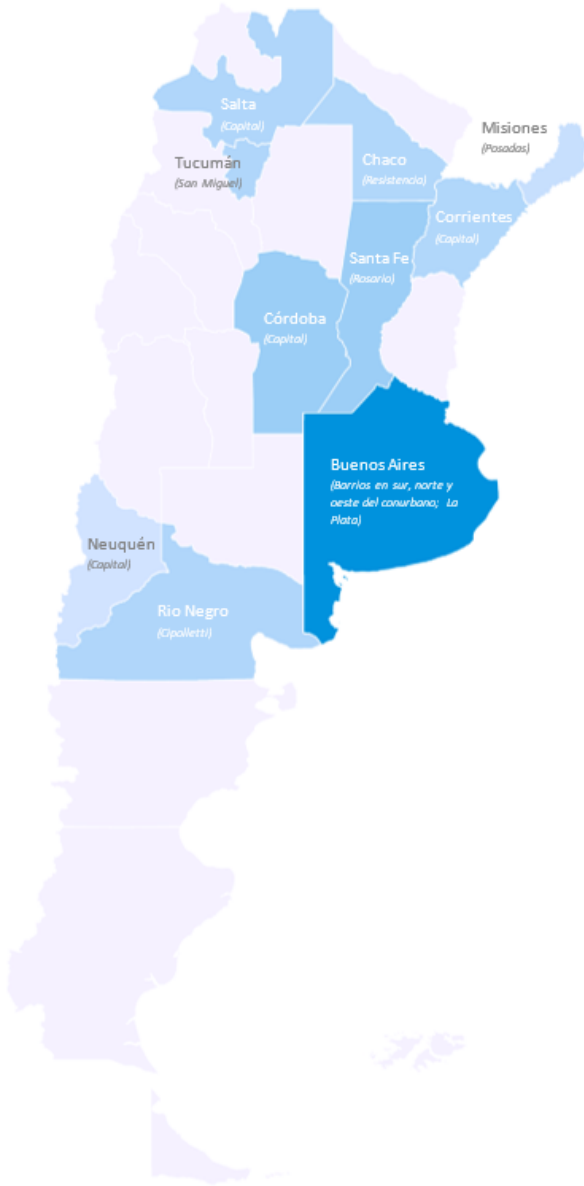 Salta
(Capital)
Misiones
(Posadas)
Tucumán
(San Miguel)
Chaco
(Resistencia)
Corrientes
(Capital)
Santa Fe
(Rosario)
Córdoba
(Capital)
Buenos Aires
(Barrios en sur, norte y
oeste del conurbano; La
Plata)
Neuquén
(Capital)
Rio Negro
(Cipolletti)